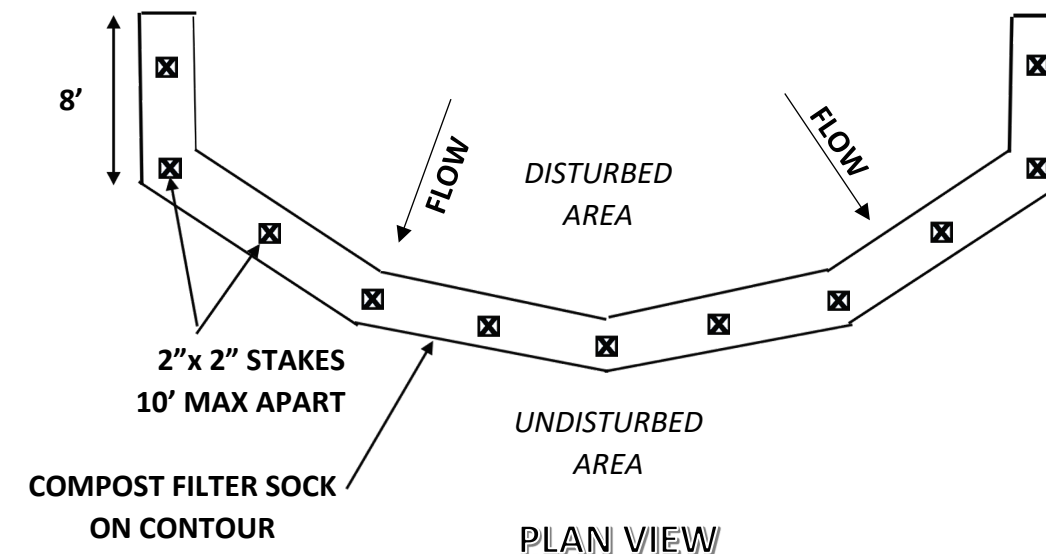 8’
FLOW
FLOW
DISTURBED
AREA
2”x 2” STAKES
10’ MAX APART
UNDISTURBED
AREA
COMPOST FILTER SOCK
ON CONTOUR
PLAN VIEW